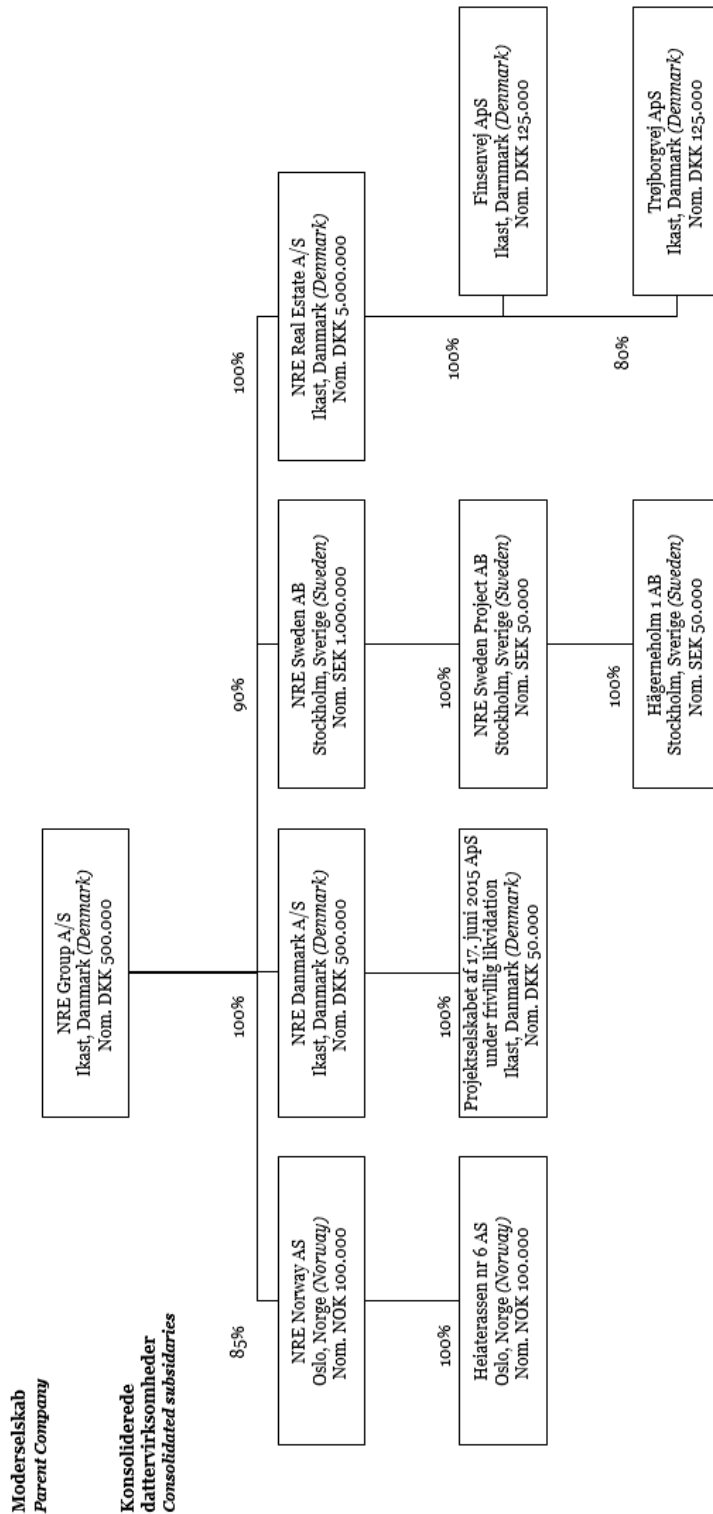 Moderselskab
Parent Company
NRE Group A/S
Ikast, Danmark (Denmark)
Nom. DKK 500.000
Konsoliderede
dattervirksomheder
Consolidated subsidaries
85%
100%
90%
100%
NRE Norway AS
Oslo, Norge (Norway)
Nom. NOK 100.000
NRE Danmark A/S
Ikast, Danmark (Denmark)
Nom. DKK 500.000
NRE Sweden AB
Stockholm, Sverige (Sweden)
Nom. SEK 1.000.000
NRE Real Estate A/S
Ikast, Danmark (Denmark)
Nom. DKK 5.000.000
100%
100%
100%
100%
Heiaterassen nr 6 AS
Oslo, Norge (Norway)
Nom. NOK 100.000
Projektselskabet af 17. juni 2015 ApS
under frivillig likvidation
Ikast, Danmark (Denmark)
Nom. DKK 50.000
NRE Sweden Project AB
Stockholm, Sverige (Sweden)
Nom. SEK 50.000
Finsenvej ApS
Ikast, Darnmark (Denmark)
Nom. DKK 125.000
100%
80%
Hägerneholm 1 AB
Stockholm, Sverige (Sweden)
Nom. SEK 50.000
Trøjborgvej ApS
Ikast, Danmark (Denmark)
Nom. DKK 125.000